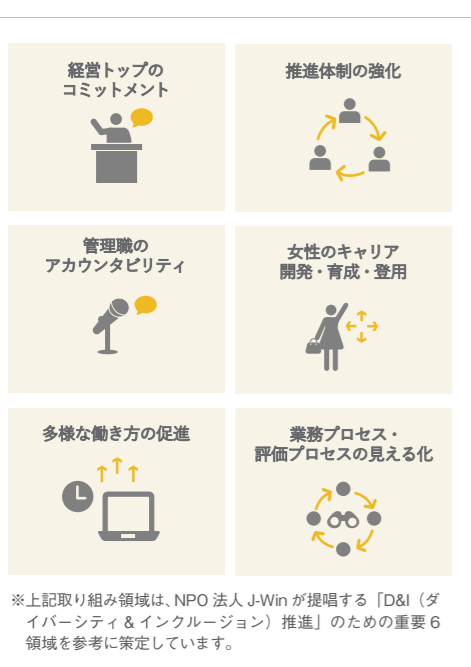 経営トップの
コミットメント
推進体制の強化
管理職の
アカウンタビリティ
女性のキャリア
開発・育成・登用
多様な働き方の促進
業務プロセス・
評価プロセスの見える化
※上記取り組み領域は、NPO 法人 J-Win が提唱する「D&I（ダ
イバーシティ & インクルージョン）推進」のための重要 6
領域を参考に策定しています。